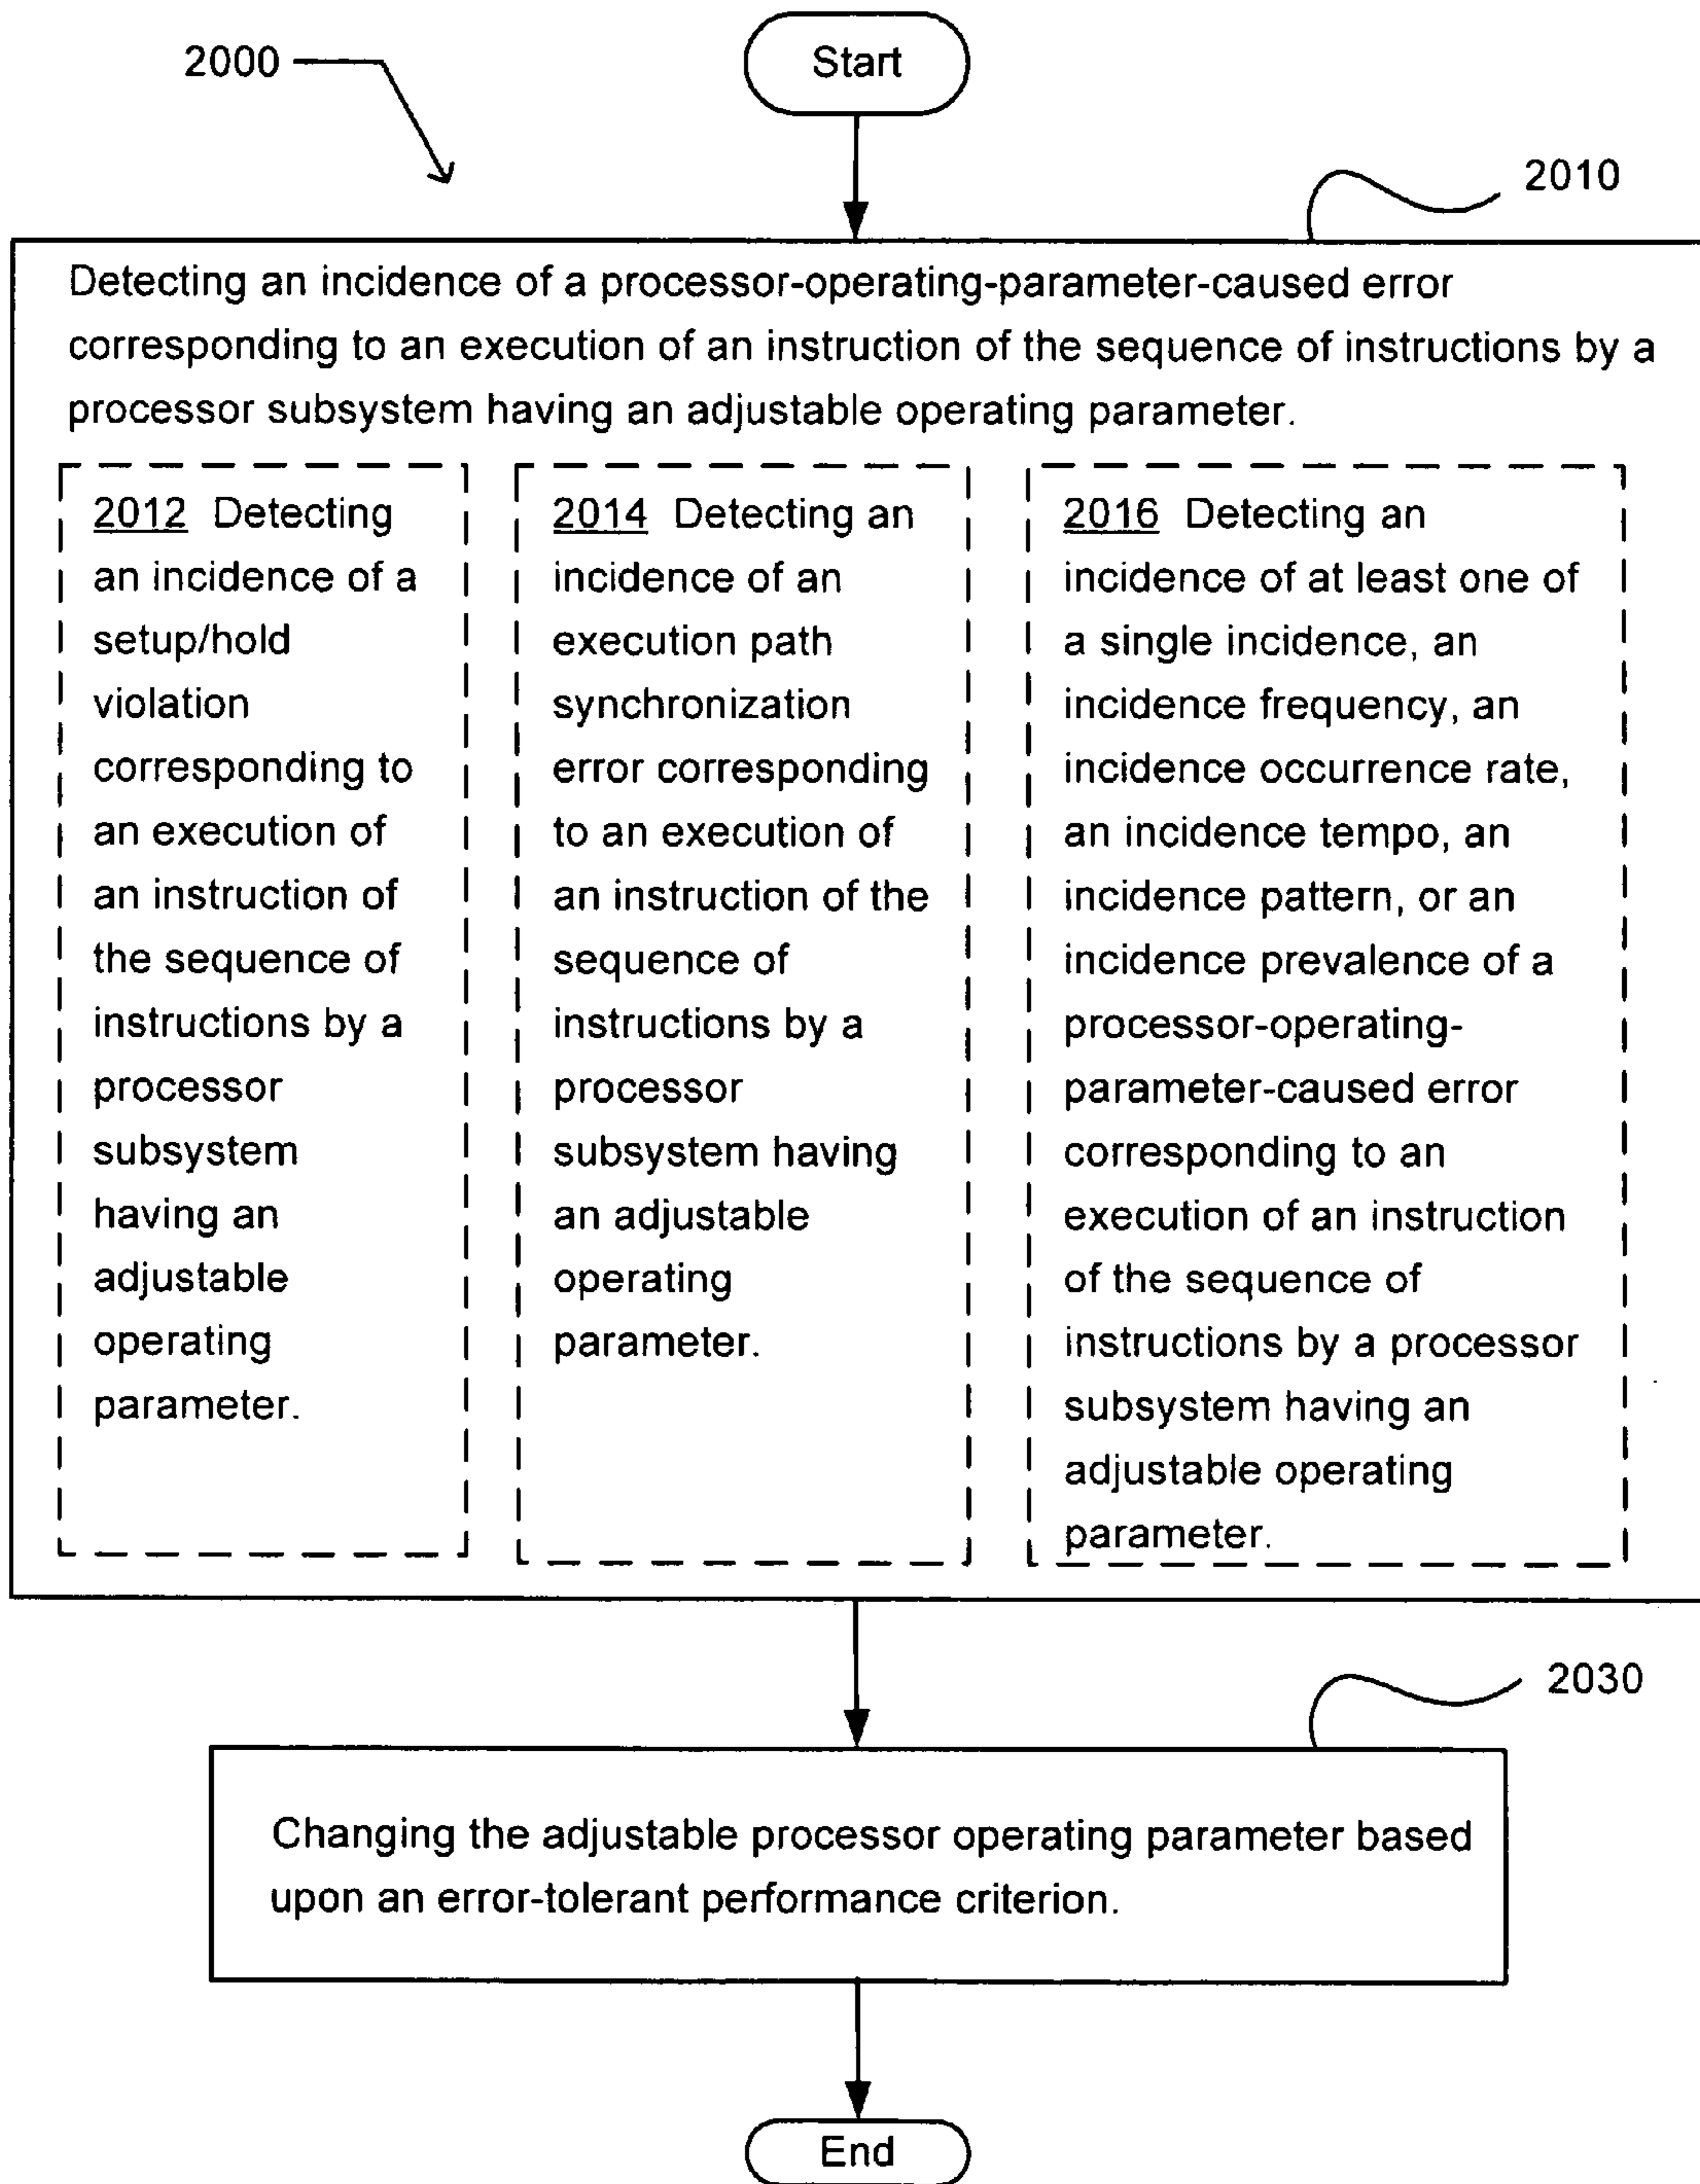 2000
Start
2010
Detecting an incidence of a processor-operating-parameter-caused error
corresponding to an execution of an instruction of the sequence of instructions by a
processor subsystem having an adjustable operating parameter.
2012 Detecting
an incidence of a
setup/hold
violation
corresponding to
an execution of
an instruction of
the sequence of
instructions by a
processor
subsystem
having an
adjustable
operating
parameter.
2014 Detecting an
incidence of an
execution path
synchronization
error corresponding
to an execution of
an instruction of the
sequence of
instructions by a
processor
subsystem having
an adjustable
operating
parameter.
2016 Detecting an
incidence of at least one of
a single incidence, an
incidence frequency, an
incidence occurrence rate,
an incidence tempo, an
incidence pattern, or an
incidence prevalence of a
processor-operating-
parameter-caused error
corresponding to an
execution of an instruction
of the sequence of
instructions by a processor
subsystem having an
adjustable operating
parameter.
2030
Changing the adjustable processor operating parameter based
upon an error-tolerant performance criterion.
End